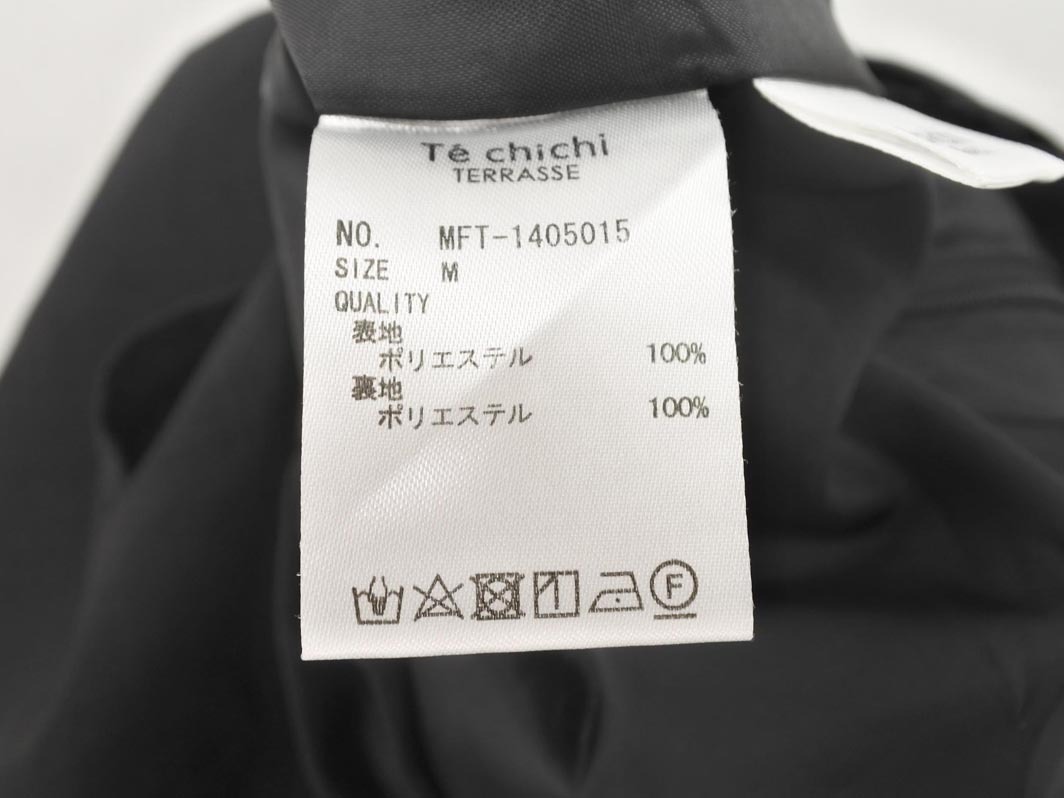 Té chichi
TERRASSE
NO. MFT-1405015
SIZE M
QUALITY
表地
ポリエステル 100%
裏地
ポリエステル 100%
F